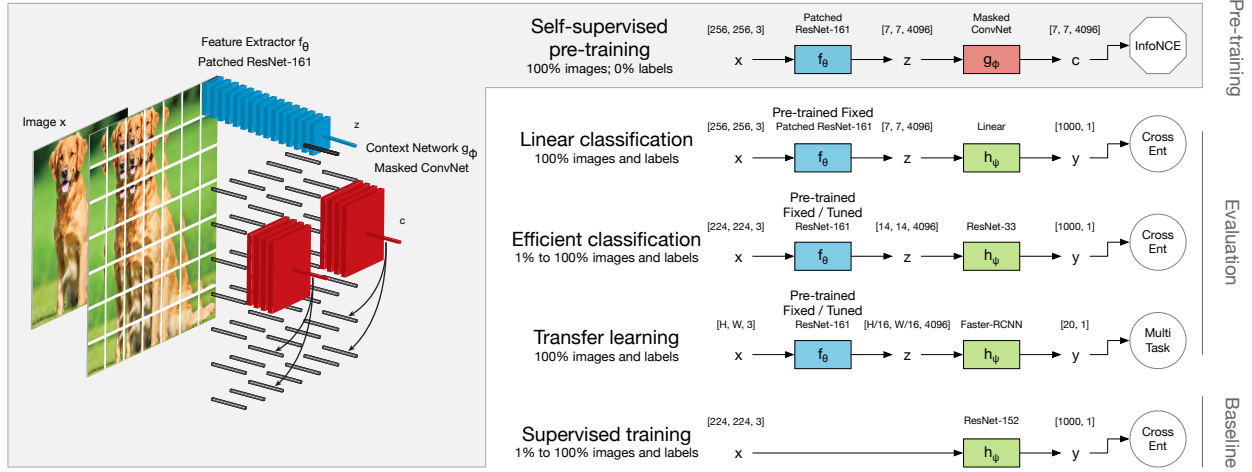 Feature Extractor fθ
Patched ResNet-161
Image x
z
Context Network gϕ
Masked ConvNet
c
Self-supervised
pre-training
100% images; 0% labels
[256, 256, 3]
Patched
ResNet-161
[7, 7, 4096]
Masked
ConvNet
[7, 7, 4096]
x
fθ
z
gϕ
c
InfoNCE
Pre-training
Linear classification
100% images and labels
[256, 256, 3]
Pre-trained Fixed
Patched ResNet-161
[7, 7, 4096]
Linear
[1000, 1]
x
fθ
z
hψ
y
Cross
Ent
Efficient classification
1% to 100% images and labels
[224, 224, 3]
Pre-trained
Fixed / Tuned
ResNet-161
[14, 14, 4096]
ResNet-33
[1000, 1]
x
fθ
z
hψ
y
Cross
Ent
Evaluation
Transfer learning
100% images and labels
[H, W, 3]
Pre-trained
Fixed / Tuned
ResNet-161
[H/16, W/16, 4096]
Faster-RCNN
[20, 1]
x
fθ
z
hψ
y
Multi
Task
Supervised training
1% to 100% images and labels
[224, 224, 3]
ResNet-152
[1000, 1]
x
hψ
y
Cross
Ent
Baseline